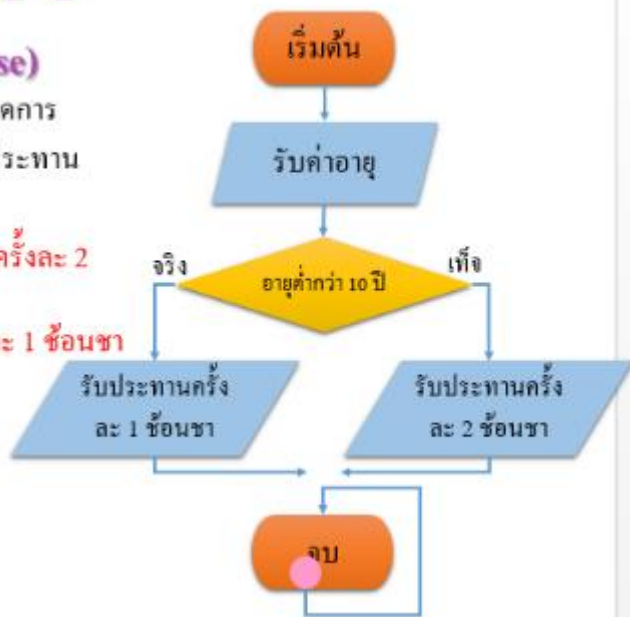 เริ่มต้น
se)
ดการ
รับค่าอายุ
ระทาน
ครั้งละ 2
จริง
อายุต่ำกว่า 10 ปี
เท็จ
ะ 1 ช้อนชา
รับประทานครั้ง
ละ 1 ช้อนชา
รับประทานครั้ง
ละ 2 ช้อนชา
จบ